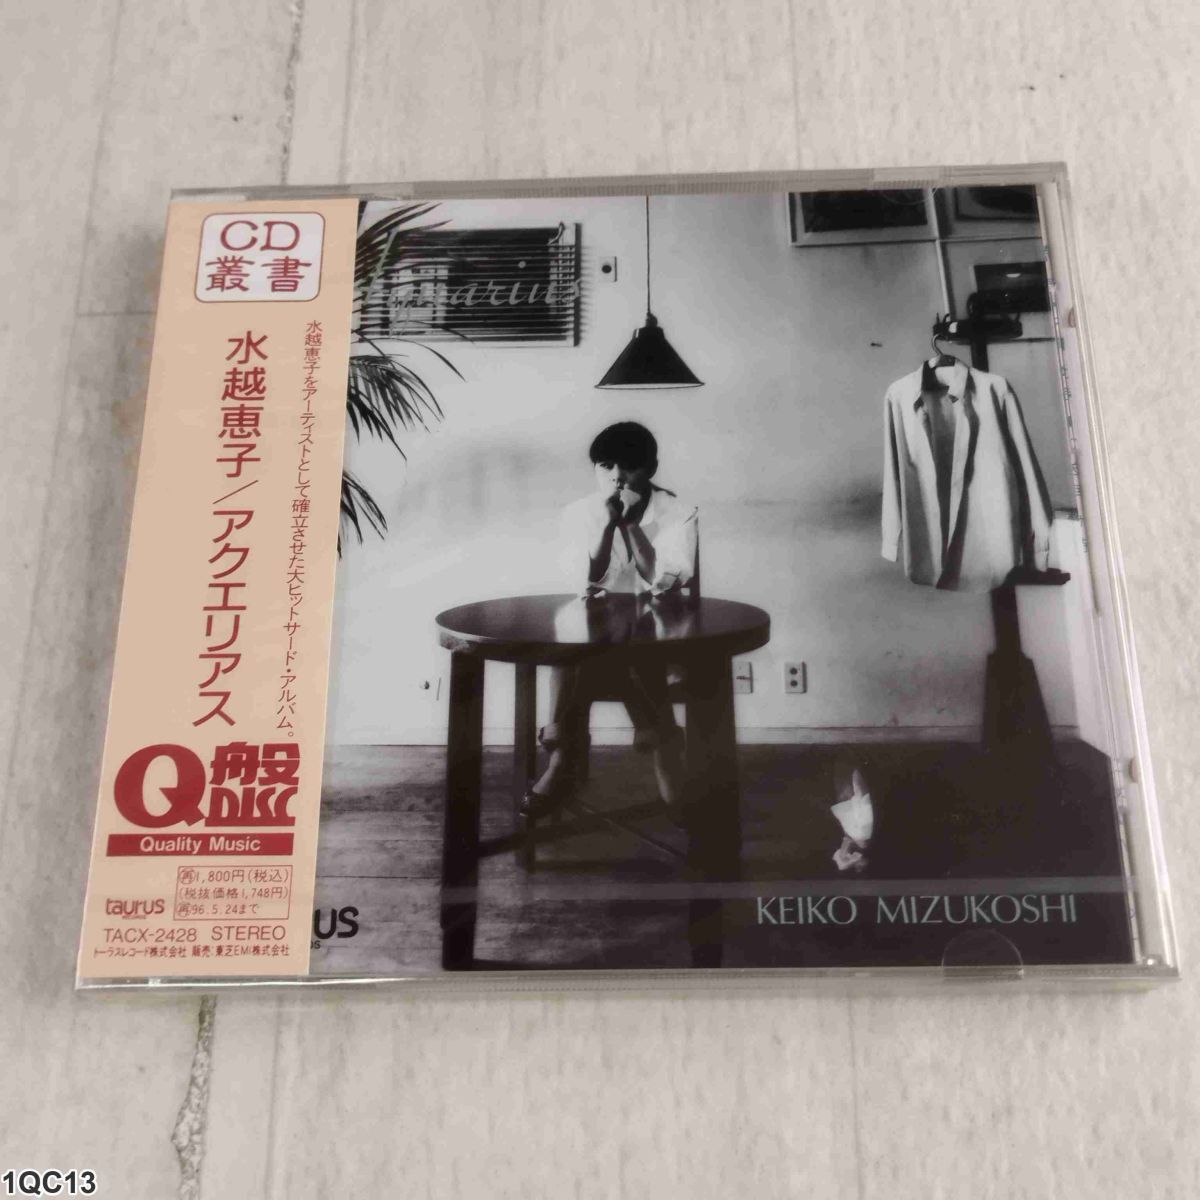 CD
叢書
水越恵子をアーティストとして確立させた大ヒットサード・アルバム。
水越恵子/アクエリアス
Q盤
DISC
Quality Music
再1,800円(税込)
(税抜価格1,748円)
再96.5.24まで
taurus
RECORDS
TACX-2428 STEREO
トーラスレコード株式会社 販売:東芝EMI株式会社
KEIKO MIZUKOSHI
1QC13